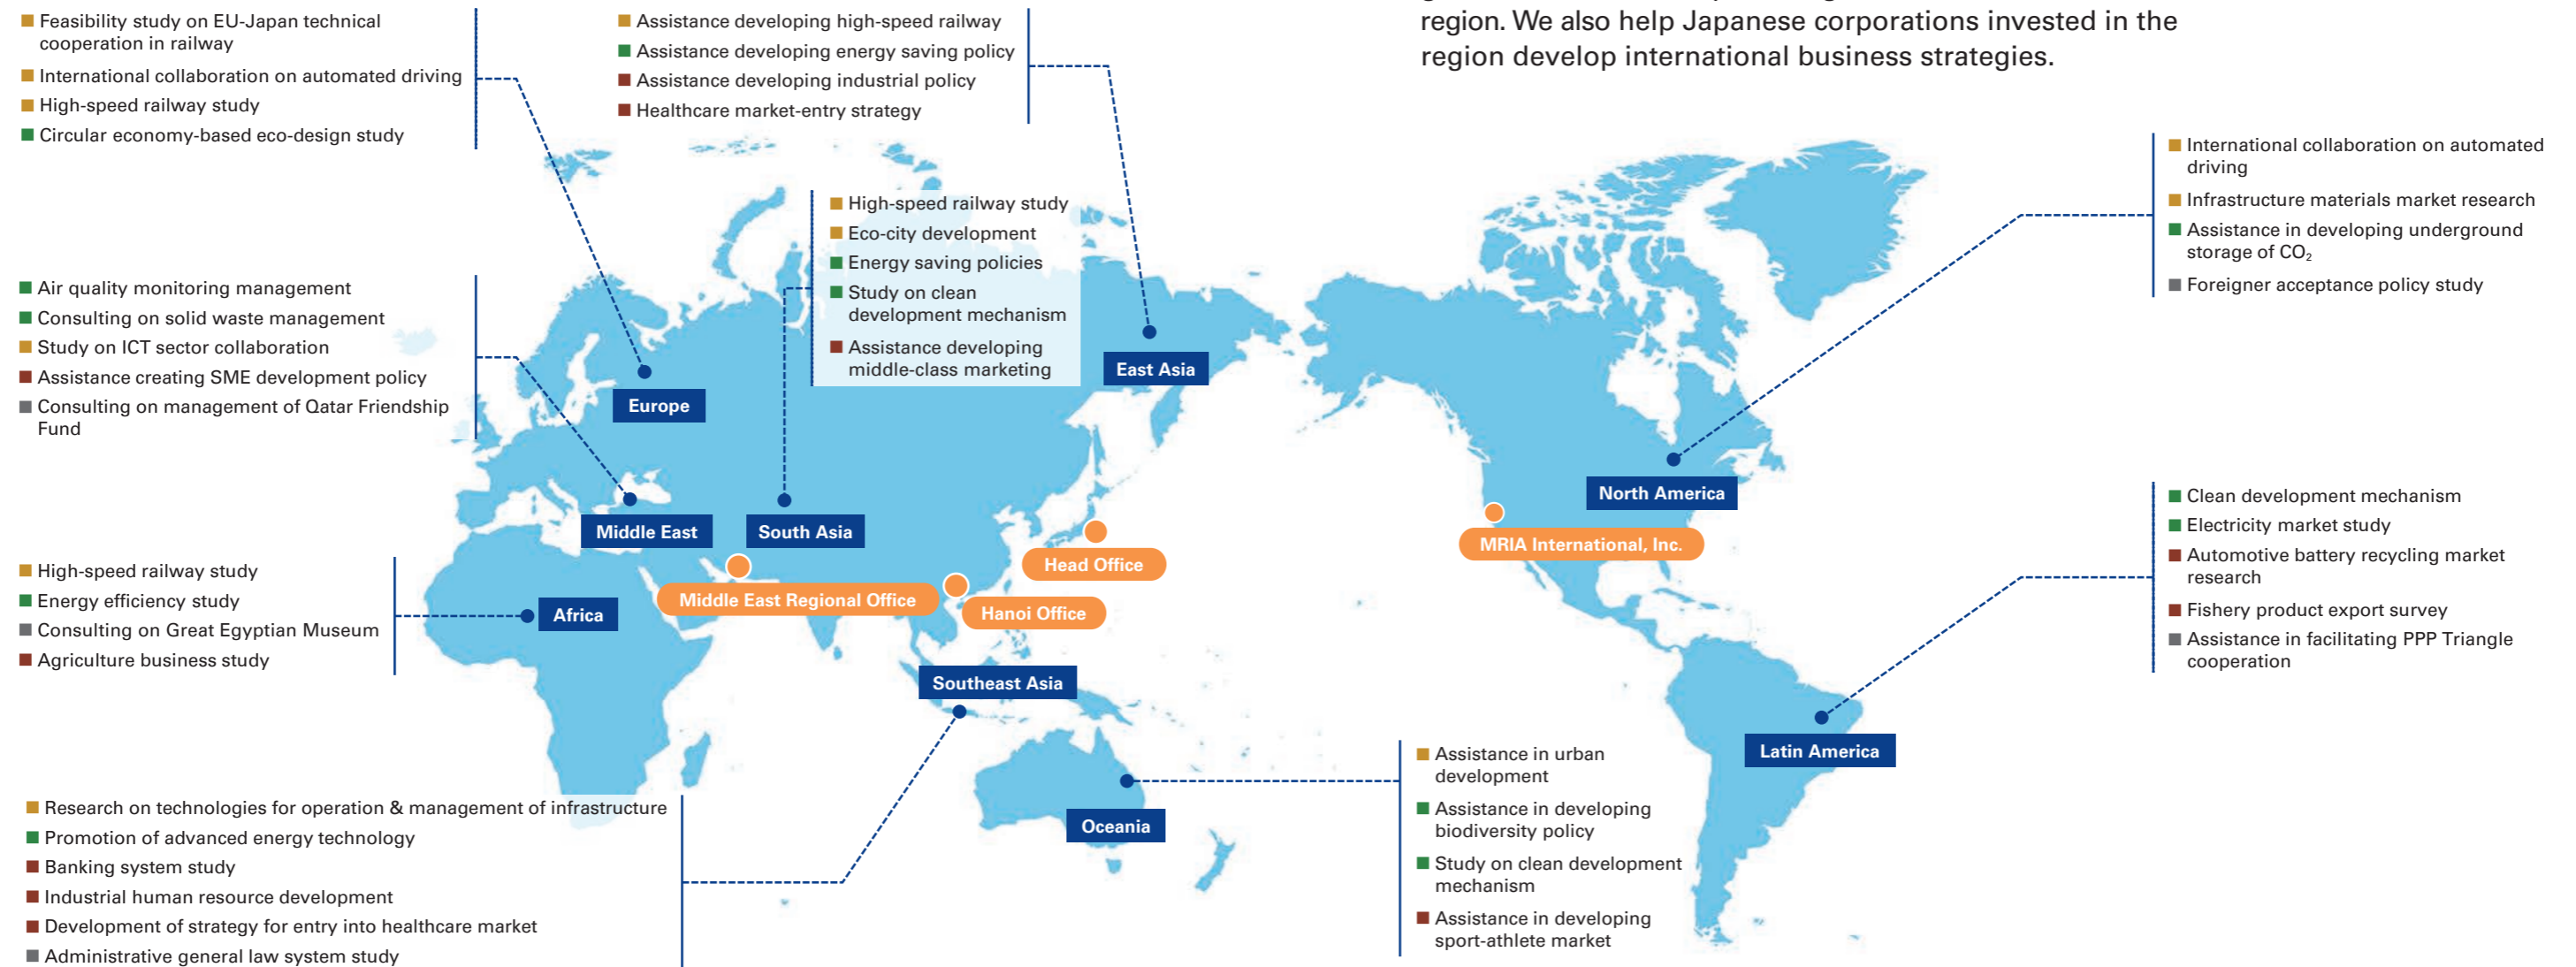 region. We also help Japanese corporations invested in the
region develop international business strategies.
Feasibility study on EU-Japan technical
cooperation in railway
International collaboration on automated driving
High-speed railway study
Circular economy-based eco-design study
Assistance developing high-speed railway
Assistance developing energy saving policy
Assistance developing industrial policy
Healthcare market-entry strategy
High-speed railway study
Eco-city development
Energy saving policies
Study on clean
development mechanism
Assistance developing
middle-class marketing
International collaboration on automated
driving
Infrastructure materials market research
Assistance in developing underground
storage of CO₂
Foreigner acceptance policy study
Air quality monitoring management
Consulting on solid waste management
Study on ICT sector collaboration
Assistance creating SME development policy
Consulting on management of Qatar Friendship
Fund
East Asia
Europe
North America
Middle East
South Asia
MRIA International, Inc.
Head Office
Middle East Regional Office
Hanoi Office
Clean development mechanism
Electricity market study
Automotive battery recycling market
research
Fishery product export survey
Assistance in facilitating PPP Triangle
cooperation
High-speed railway study
Energy efficiency study
Consulting on Great Egyptian Museum
Agriculture business study
Africa
Southeast Asia
Latin America
Oceania
Assistance in urban
development
Assistance in developing
biodiversity policy
Study on clean development
mechanism
Assistance in developing
sport-athlete market
Research on technologies for operation & management of infrastructure
Promotion of advanced energy technology
Banking system study
Industrial human resource development
Development of strategy for entry into healthcare market
Administrative general law system study